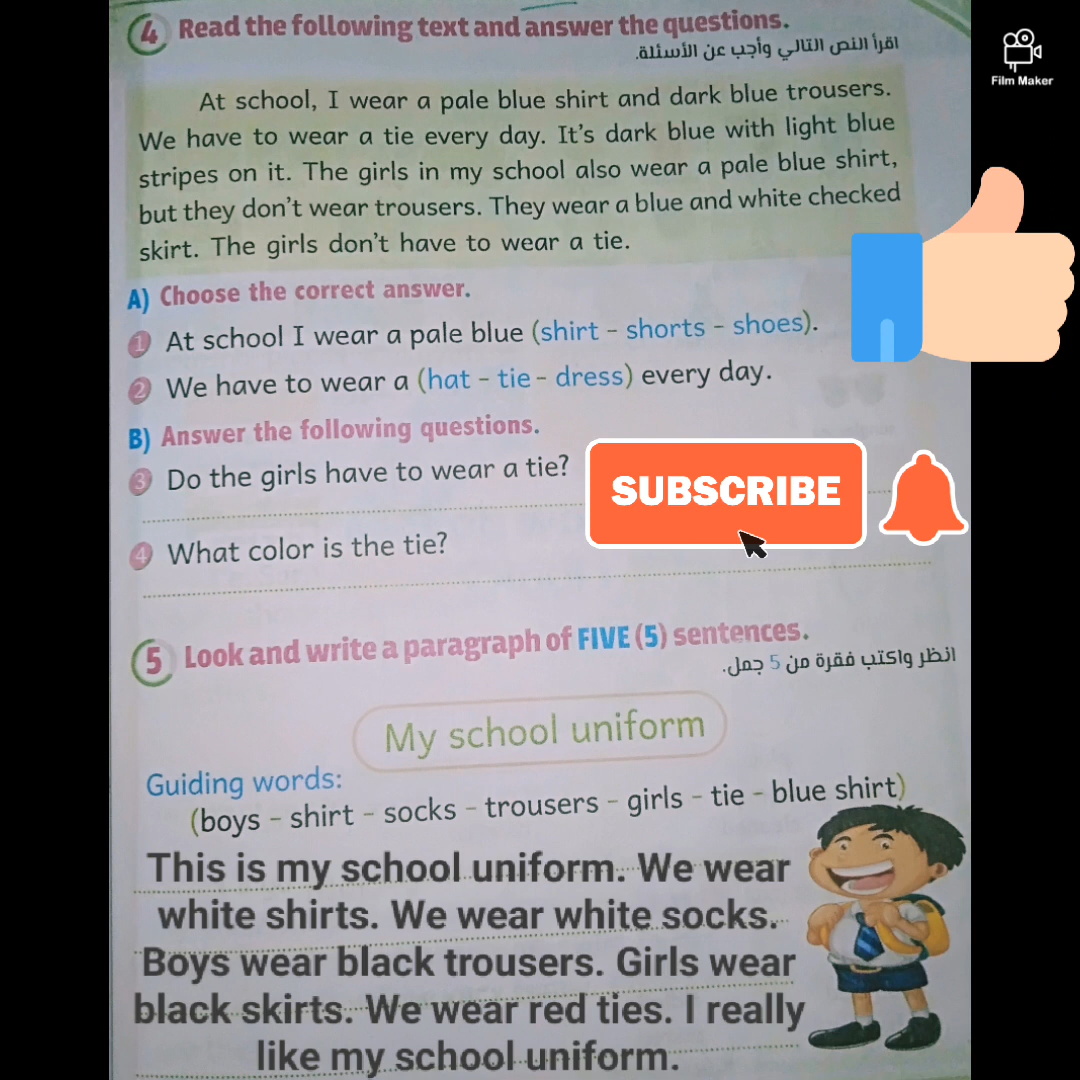 4 Read the following text and answer the questions.
اقرأ النص التالي وأجب عن الأسئلة.
Film Maker
At school, I wear a pale blue shirt and dark blue trousers.
We have to wear a tie every day. It's dark blue with light blue
stripes on it. The girls in my school also wear a pale blue shirt,
but they don't wear trousers. They wear a blue and white checked
skirt. The girls don't have to wear a tie.
A) Choose the correct answer.
1 At school I wear a pale blue (shirt - shorts - shoes).
2 We have to wear a (hat - tie - dress) every day.
B) Answer the following questions.
3 Do the girls have to wear a tie?
SUBSCRIBE
4 What color is the tie?
5 Look and write a paragraph of FIVE (5) sentences.
انظر واكتب فقرة من 5 جمل.
My school uniform
Guiding words:
(boys - shirt - socks - trousers - girls - tie - blue shirt)
This is my school uniform. We wear
white shirts. We wear white socks.
Boys wear black trousers. Girls wear
black skirts. We wear red ties. I really
like my school uniform.